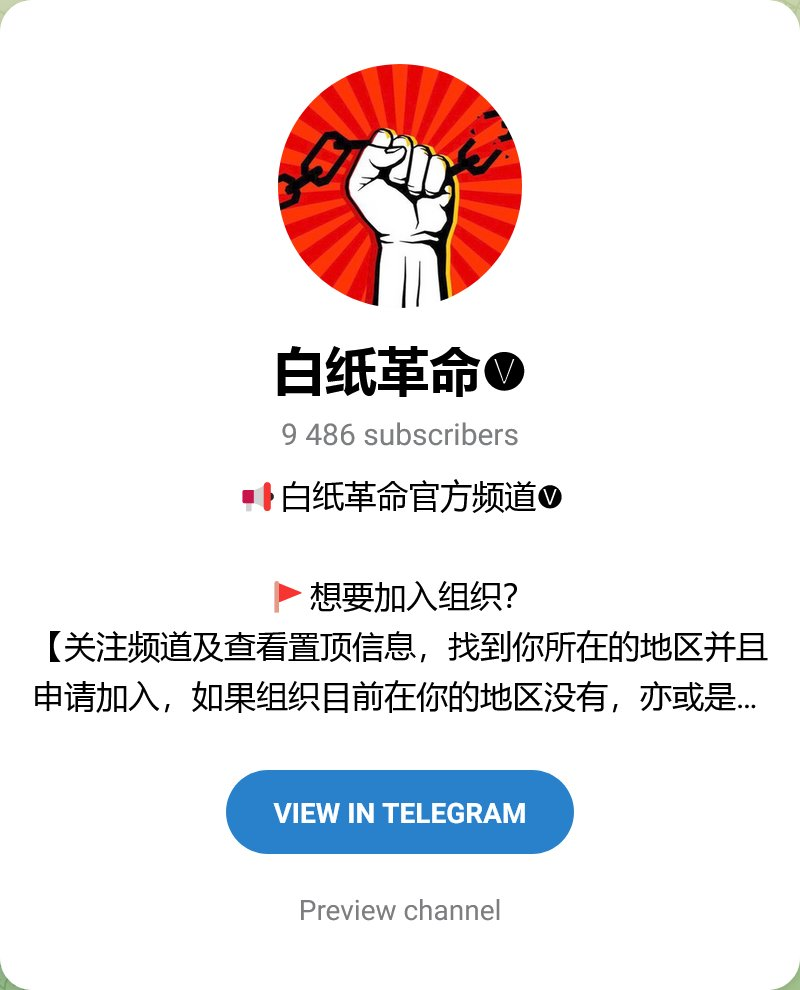 白纸革命🅥
9 486 subscribers
📢白纸革命官方频道🅥
🚩想要加入组织？
【关注频道及查看置顶信息，找到你所在的地区并且
申请加入，如果组织目前在你的地区没有，亦或是...
VIEW IN TELEGRAM
Preview channel